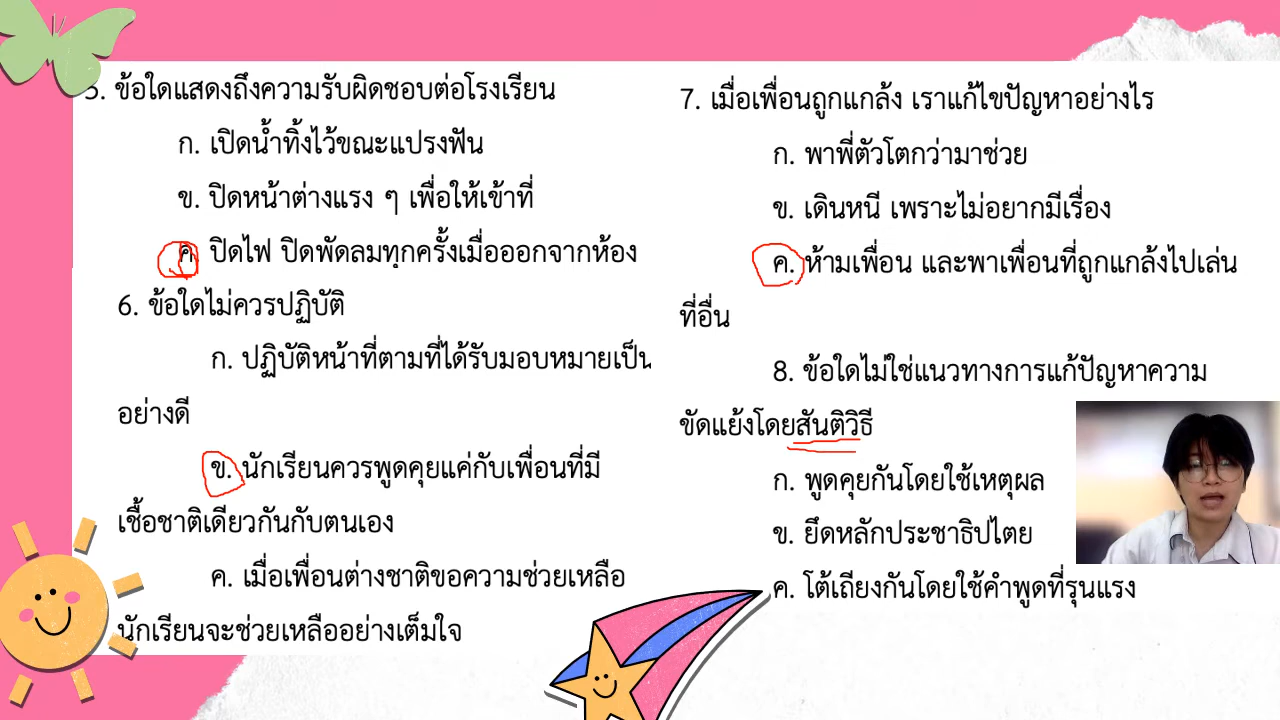 5. ข้อใดแสดงถึงความรับผิดชอบต่อโรงเรียน
ก. เปิดน้ำทิ้งไว้ขณะแปรงฟัน
ข. ปิดหน้าต่างแรง ๆ เพื่อให้เข้าที่
ค. ปิดไฟ ปิดพัดลมทุกครั้งเมื่อออกจากห้อง
6. ข้อใดไม่ควรปฏิบัติ
ก. ปฏิบัติหน้าที่ตามที่ได้รับมอบหมายเป็น
อย่างดี
ข. นักเรียนควรพูดคุยแค่กับเพื่อนที่มี
เชื้อชาติเดียวกันกับตนเอง
ค. เมื่อเพื่อนต่างชาติขอความช่วยเหลือ
นักเรียนจะช่วยเหลืออย่างเต็มใจ
7. เมื่อเพื่อนถูกแกล้ง เราแก้ไขปัญหาอย่างไร
ก. พาพี่ตัวโตกว่ามาช่วย
ข. เดินหนี เพราะไม่อยากมีเรื่อง
ค. ห้ามเพื่อน และพาเพื่อนที่ถูกแกล้งไปเล่น
ที่อื่น
8. ข้อใดไม่ใช่แนวทางการแก้ปัญหาความ
ขัดแย้งโดยสันติวิธี
ก. พูดคุยกันโดยใช้เหตุผล
ข. ยึดหลักประชาธิปไตย
ค. โต้เถียงกันโดยใช้คำพูดที่รุนแรง